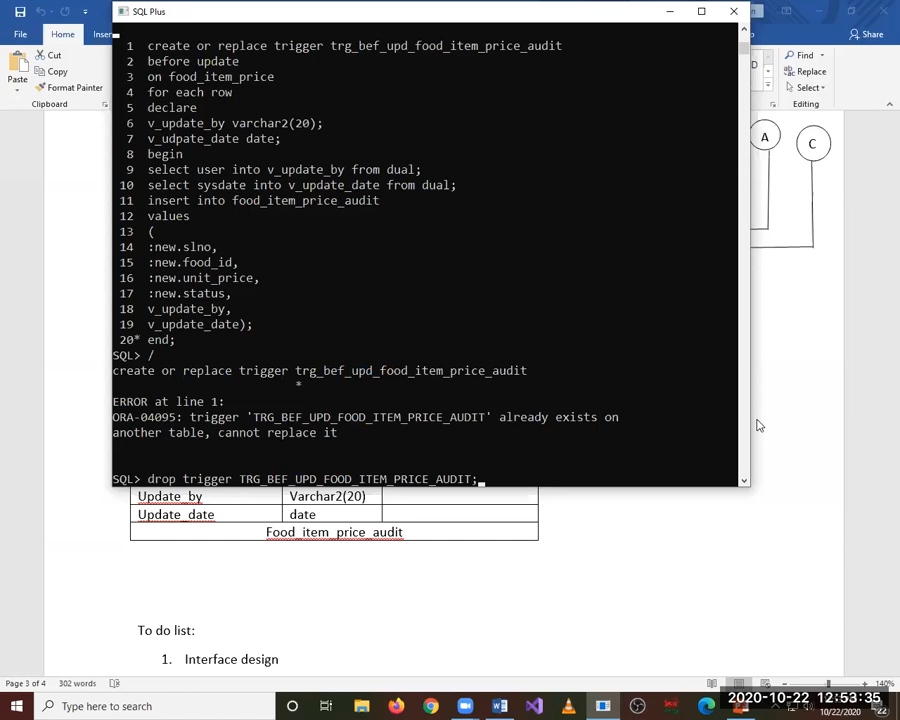 SQL Plus
File
Home
Inser
Share
Cut
Copy
Paste
Format Painter
Clipboard
Find
Replace
Select
Editing
D
A
C
1 create or replace trigger trg_bef_upd_food_item_price_audit
2 before update
3 on food_item_price
4 for each row
5 declare
6 v_update_by varchar2(20);
7 v_udpate_date date;
8 begin
9 select user into v_update_by from dual;
10 select sysdate into v_update_date from dual;
11 insert into food_item_price_audit
12 values
13 (
14 :new.slno,
15 :new.food_id,
16 :new.unit_price,
17 :new.status,
18 v_update_by,
19 v_update_date);
20* end;
SQL> /
create or replace trigger trg_bef_upd_food_item_price_audit
*
ERROR at line 1:
ORA-04095: trigger 'TRG_BEF_UPD_FOOD_ITEM_PRICE_AUDIT' already exists on
another table, cannot replace it
SQL> drop trigger TRG_BEF_UPD_FOOD_ITEM_PRICE_AUDIT;
Update_by Varchar2(20)
Update_date date
Food_item_price_audit
To do list:
1. Interface design
Page 3 of 4 302 words
140%
Type here to search
2020-10-22 12:53:35
10/22/2020